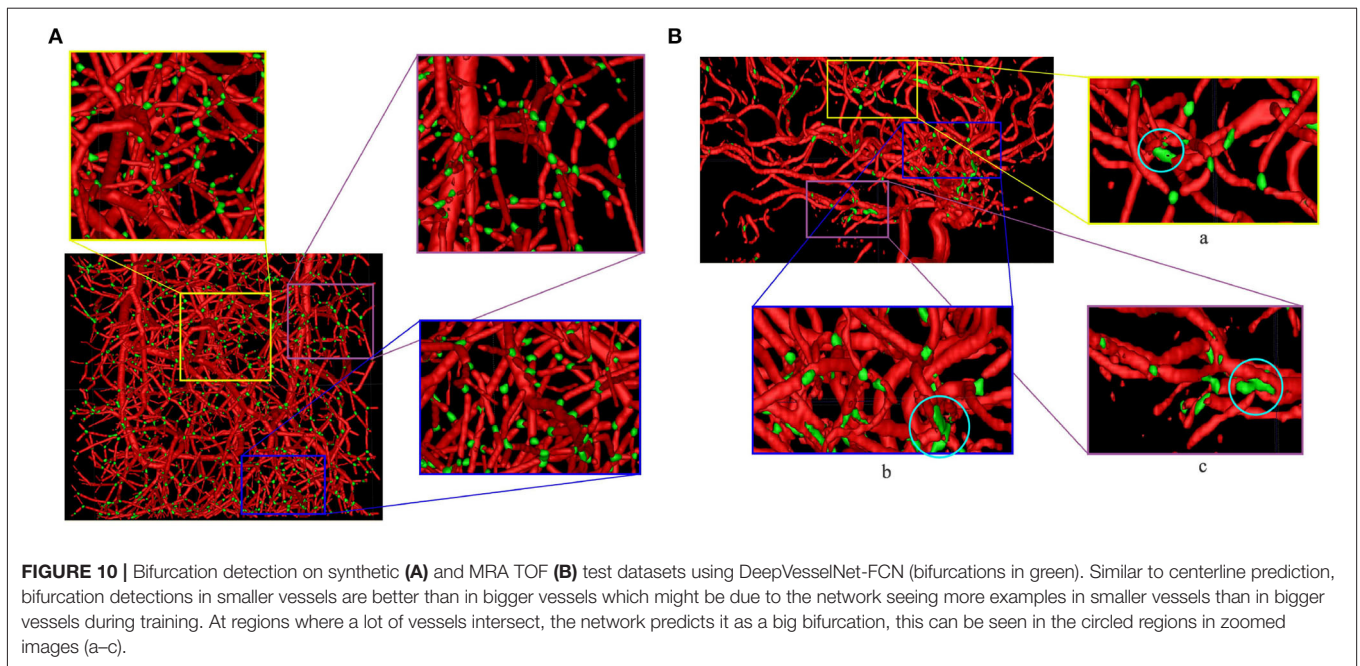 A
B
a
b
c
FIGURE 10 | Bifurcation detection on synthetic (A) and MRA TOF (B) test datasets using DeepVesselNet-FCN (bifurcations in green). Similar to centerline prediction,
bifurcation detections in smaller vessels are better than in bigger vessels which might be due to the network seeing more examples in smaller vessels than in bigger
vessels during training. At regions where a lot of vessels intersect, the network predicts it as a big bifurcation, this can be seen in the circled regions in zoomed
images (a–c).